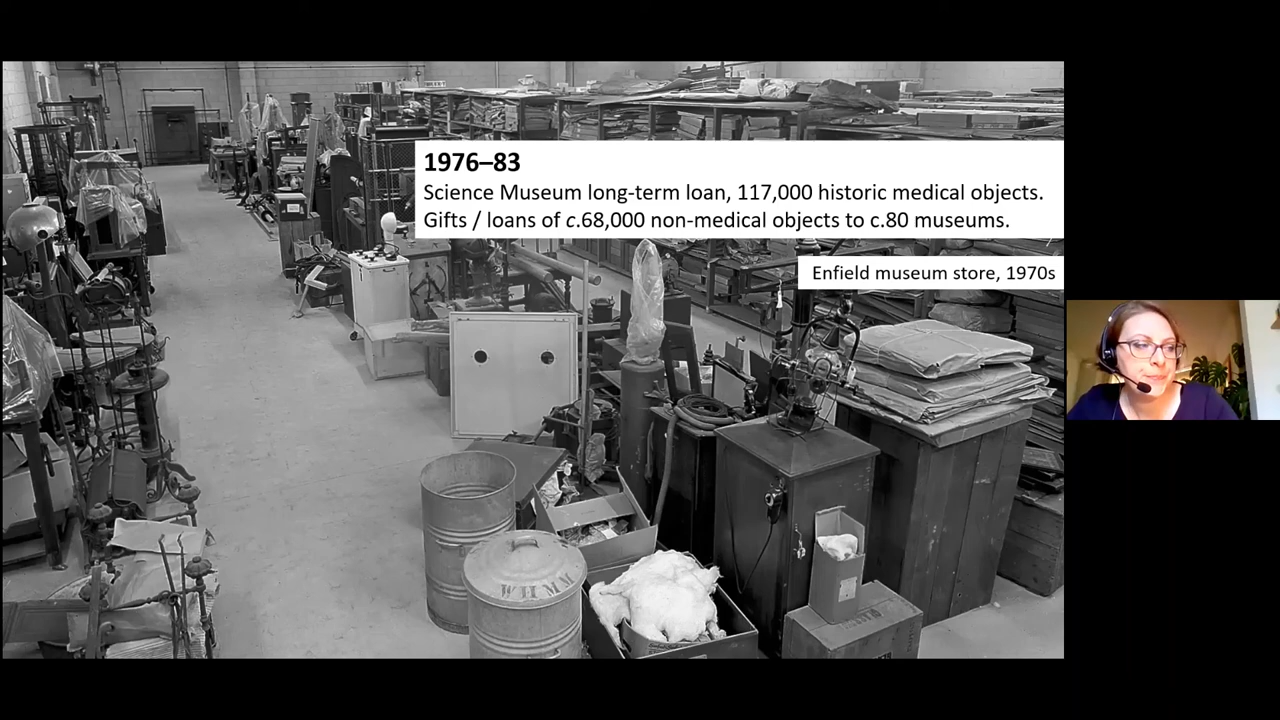 1976–83
Science Museum long-term loan, 117,000 historic medical objects.
Gifts / loans of c.68,000 non-medical objects to c.80 museums.
Enfield museum store, 1970s
WHMM